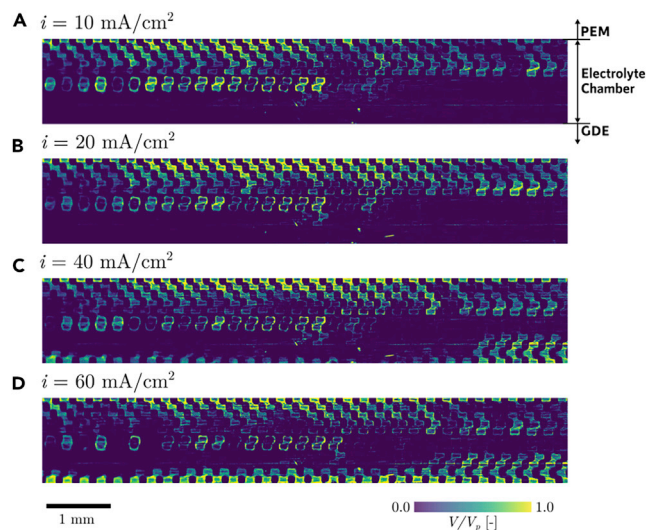 A i = 10 mA/cm²
PEM
Electrolyte
Chamber
GDE
B i = 20 mA/cm²
C i = 40 mA/cm²
D i = 60 mA/cm²
1 mm
0.0 1.0
V/Vₚ [-]